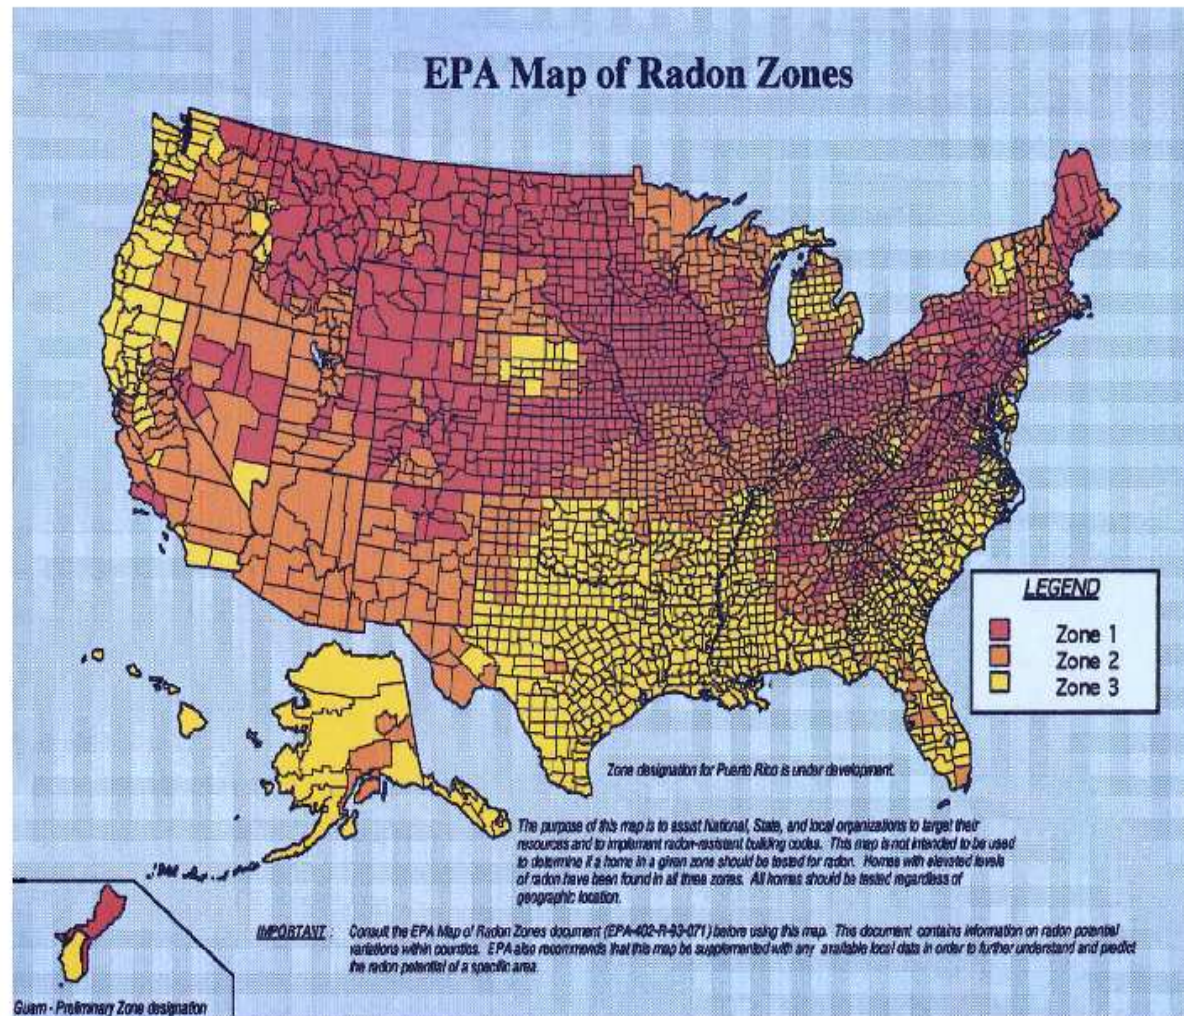 EPA Map of Radon Zones
LEGEND
Zone 1
Zone 2
Zone 3
Zone designation for Puerto Rico is under development.
The purpose of this map is to assist National, State, and local organizations to target their
resources and to implement radon-resistant building codes. This map is not intended to be used
to determine if a home in a given zone should be tested for radon. Homes with elevated levels
of radon have been found in all three zones. All homes should be tested regardless of
geographic location.
IMPORTANT: Consult the EPA Map of Radon Zones document (EPA-402-R-93-071) before using this map. This document contains information on radon potential
variations within counties. EPA also recommends that this map be supplemented with any available local data in order to further understand and predict
the radon potential of a specific area.
Guam - Preliminary Zone designation